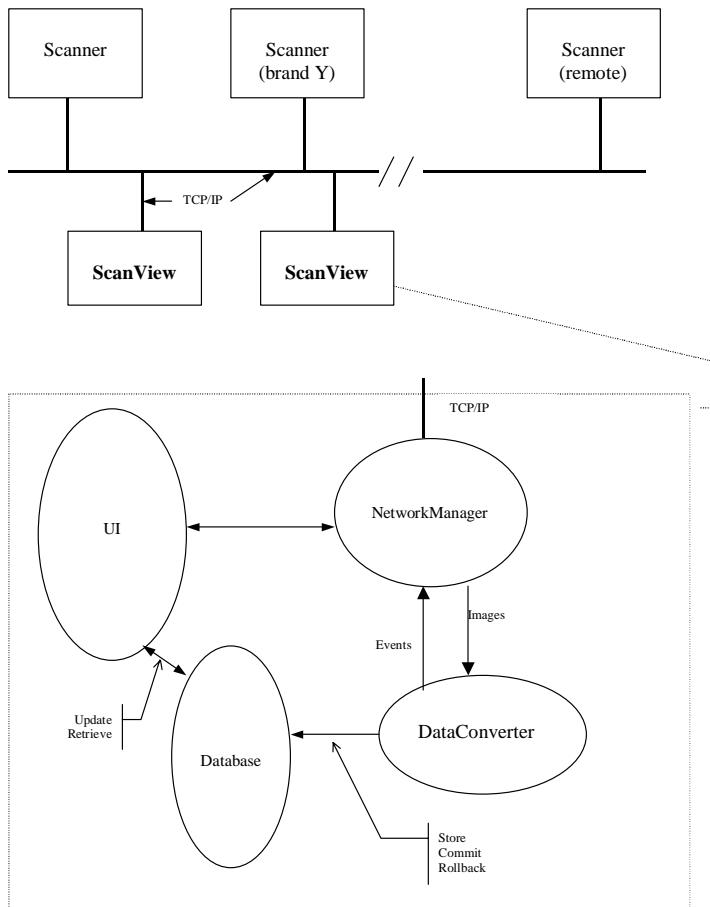 Scanner
Scanner
(brand Y)
Scanner
(remote)
TCP/IP
ScanView
ScanView
TCP/IP
UI
NetworkManager
Images
Events
Update
Retrieve
Database
DataConverter
Store
Commit
Rollback